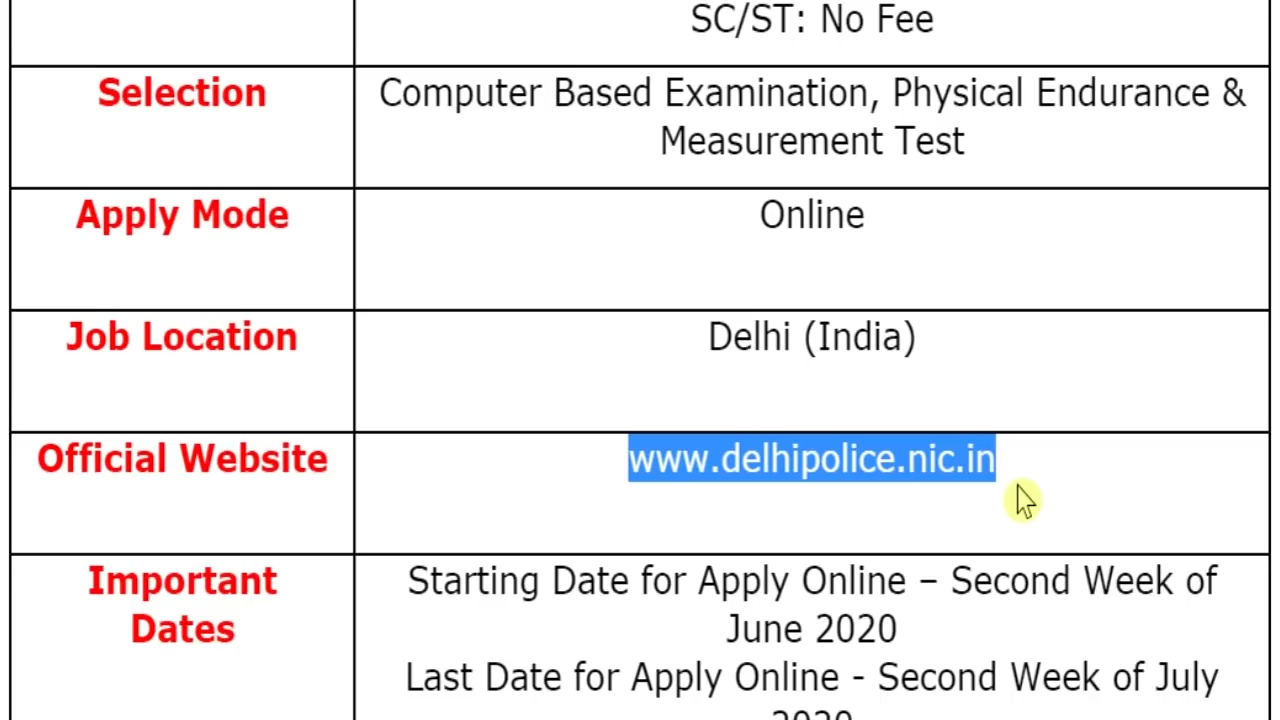 SC/ST: No Fee
Selection
Computer Based Examination, Physical Endurance &
Measurement Test
Apply Mode
Online
Job Location
Delhi (India)
Official Website
www.delhipolice.nic.in
Important
Dates
Starting Date for Apply Online – Second Week of
June 2020
Last Date for Apply Online - Second Week of July
2020